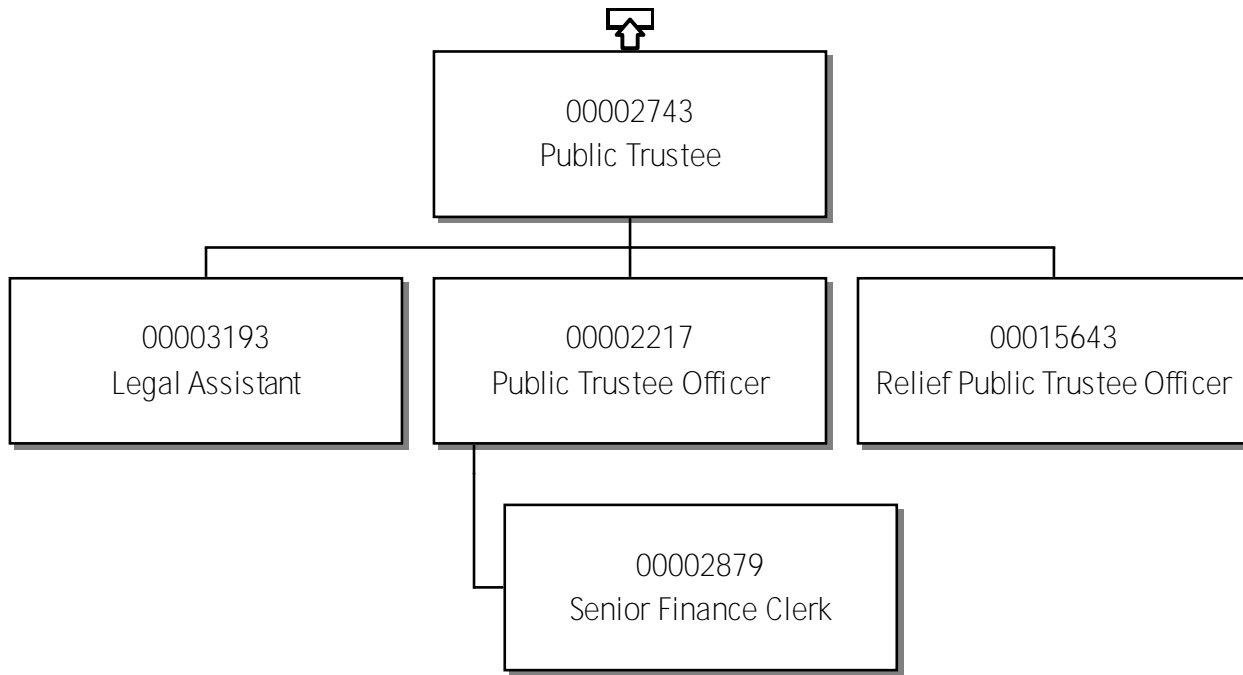 00002743
Public Trustee
00003193
Legal Assistant
00002217
Public Trustee Officer
00015643
Relief Public Trustee Officer
00002879
Senior Finance Clerk